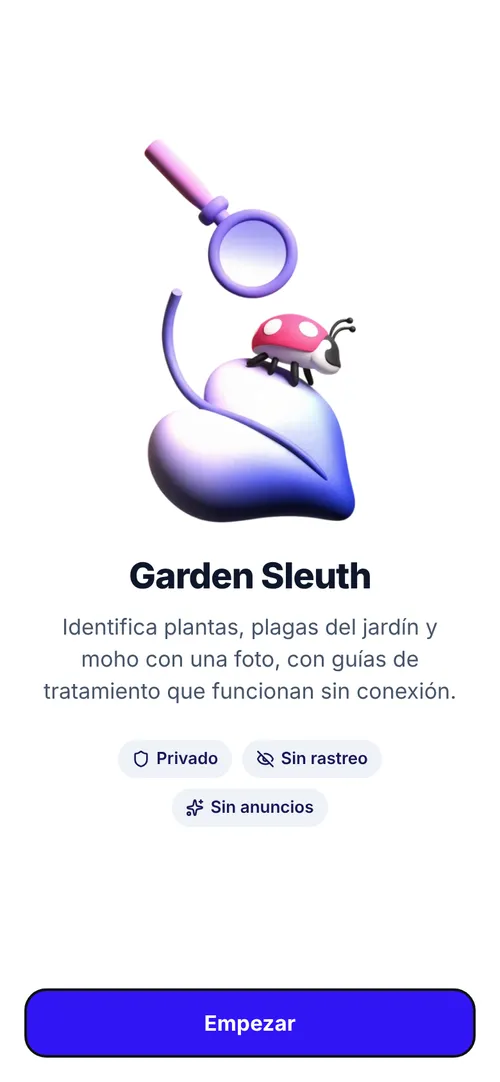 Garden Sleuth
Identifica plantas, plagas del jardín y
moho con una foto, con guías de
tratamiento que funcionan sin conexión.
Privado
Sin rastreo
Sin anuncios
Empezar